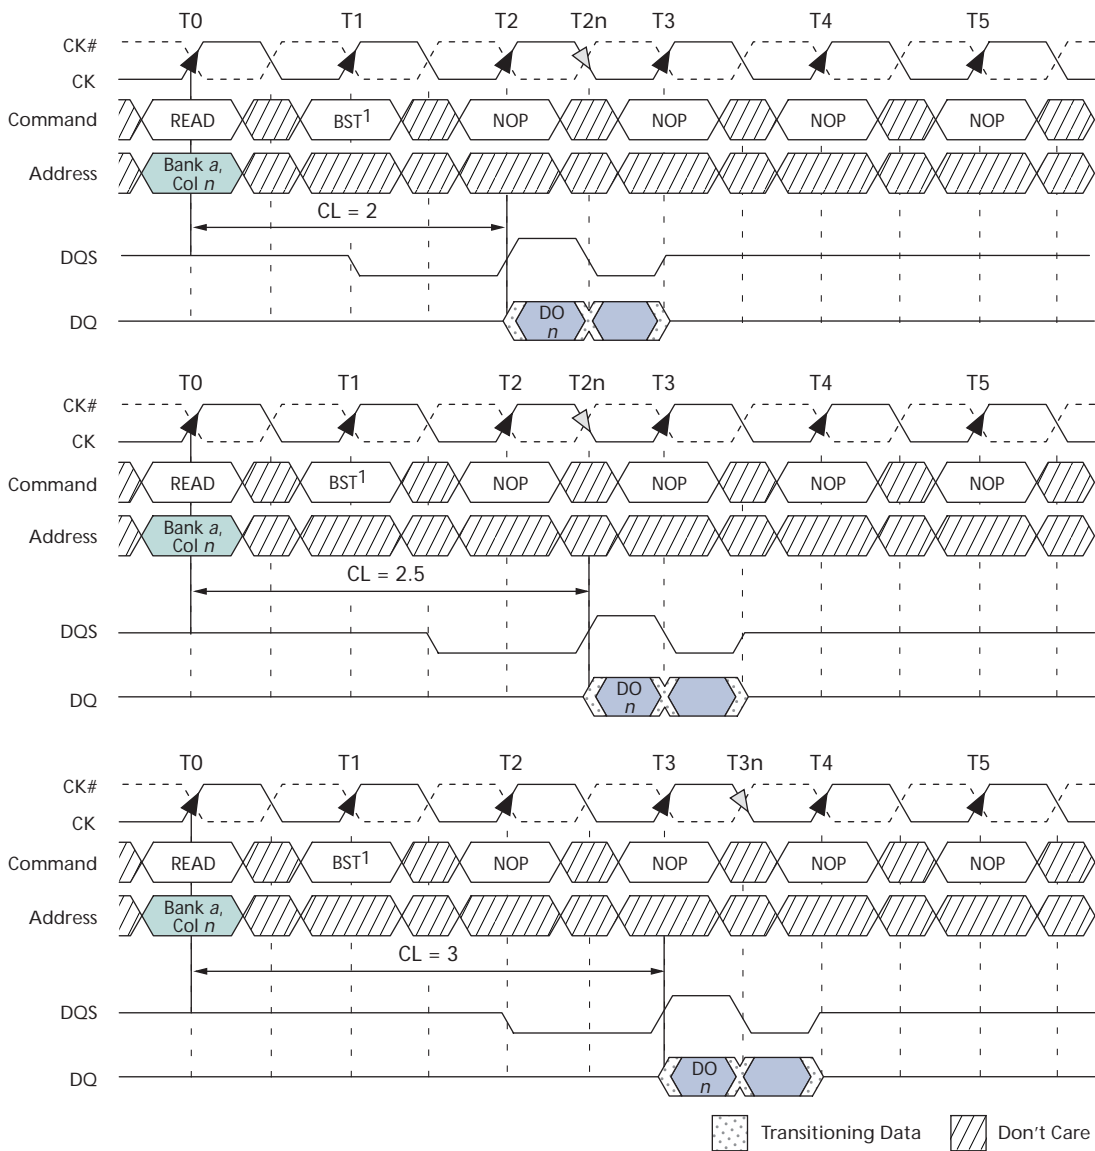 T0 T1 T2 T2n T3 T4 T5
CK#
CK
Command READ BST1 NOP NOP NOP NOP
Address Bank a,
Col n
CL = 2
DQS
DQ DO
n
T0 T1 T2 T2n T3 T4 T5
CK#
CK
Command READ BST1 NOP NOP NOP NOP
Address Bank a,
Col n
CL = 2.5
DQS
DQ DO
n
T0 T1 T2 T3 T3n T4 T5
CK#
CK
Command READ BST1 NOP NOP NOP NOP
Address Bank a,
Col n
CL = 3
DQS
DQ DO
n
Transitioning Data Don't Care